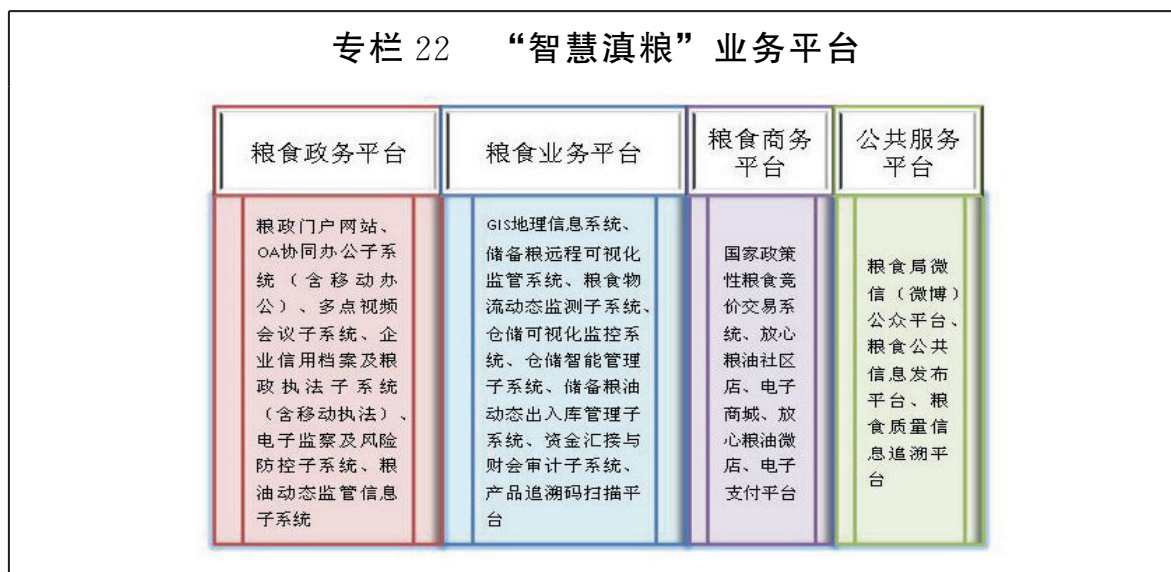 专栏 22 “智慧滇粮”业务平台
粮食政务平台
粮政门户网站、
OA协同办公子系
统（含移动办
公）、多点视频
会议子系统、企
业信用档案及粮
政执法子系统
（含移动执法）、
电子监察及风险
防控子系统、粮
油动态监管信息
子系统
粮食业务平台
GIS地理信息系统、
储备粮远程可视化
监管系统、粮食物
流动态监测子系统、
仓储可视化监控系
统、仓储智能管理
子系统、储备粮油
动态出入库管理子
系统、资金汇接与
财会审计子系统、
产品追溯码扫描平
台
粮食商务
平台
国家政策
性粮食竞
价交易系
统、放心
粮油社区
店、电子
商城、放
心粮油微
店、电子
支付平台
公共服务
平台
粮食局微
信（微博）
公众平台、
粮食公共
信息发布
平台、粮
食质量信
息追溯平
台